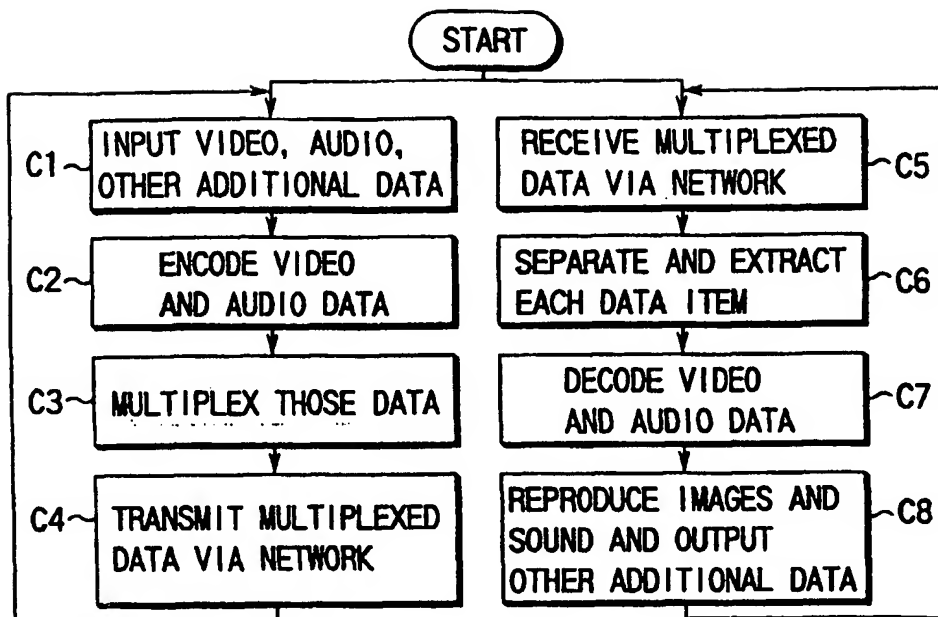 START
C1
INPUT VIDEO, AUDIO,
OTHER ADDITIONAL DATA
C2
ENCODE VIDEO
AND AUDIO DATA
C3
MULTIPLEX THOSE DATA
C4
TRANSMIT MULTIPLEXED
DATA VIA NETWORK
RECEIVE MULTIPLEXED
DATA VIA NETWORK
C5
SEPARATE AND EXTRACT
EACH DATA ITEM
C6
DECODE VIDEO
AND AUDIO DATA
C7
REPRODUCE IMAGES AND
SOUND AND OUTPUT
OTHER ADDITIONAL DATA
C8